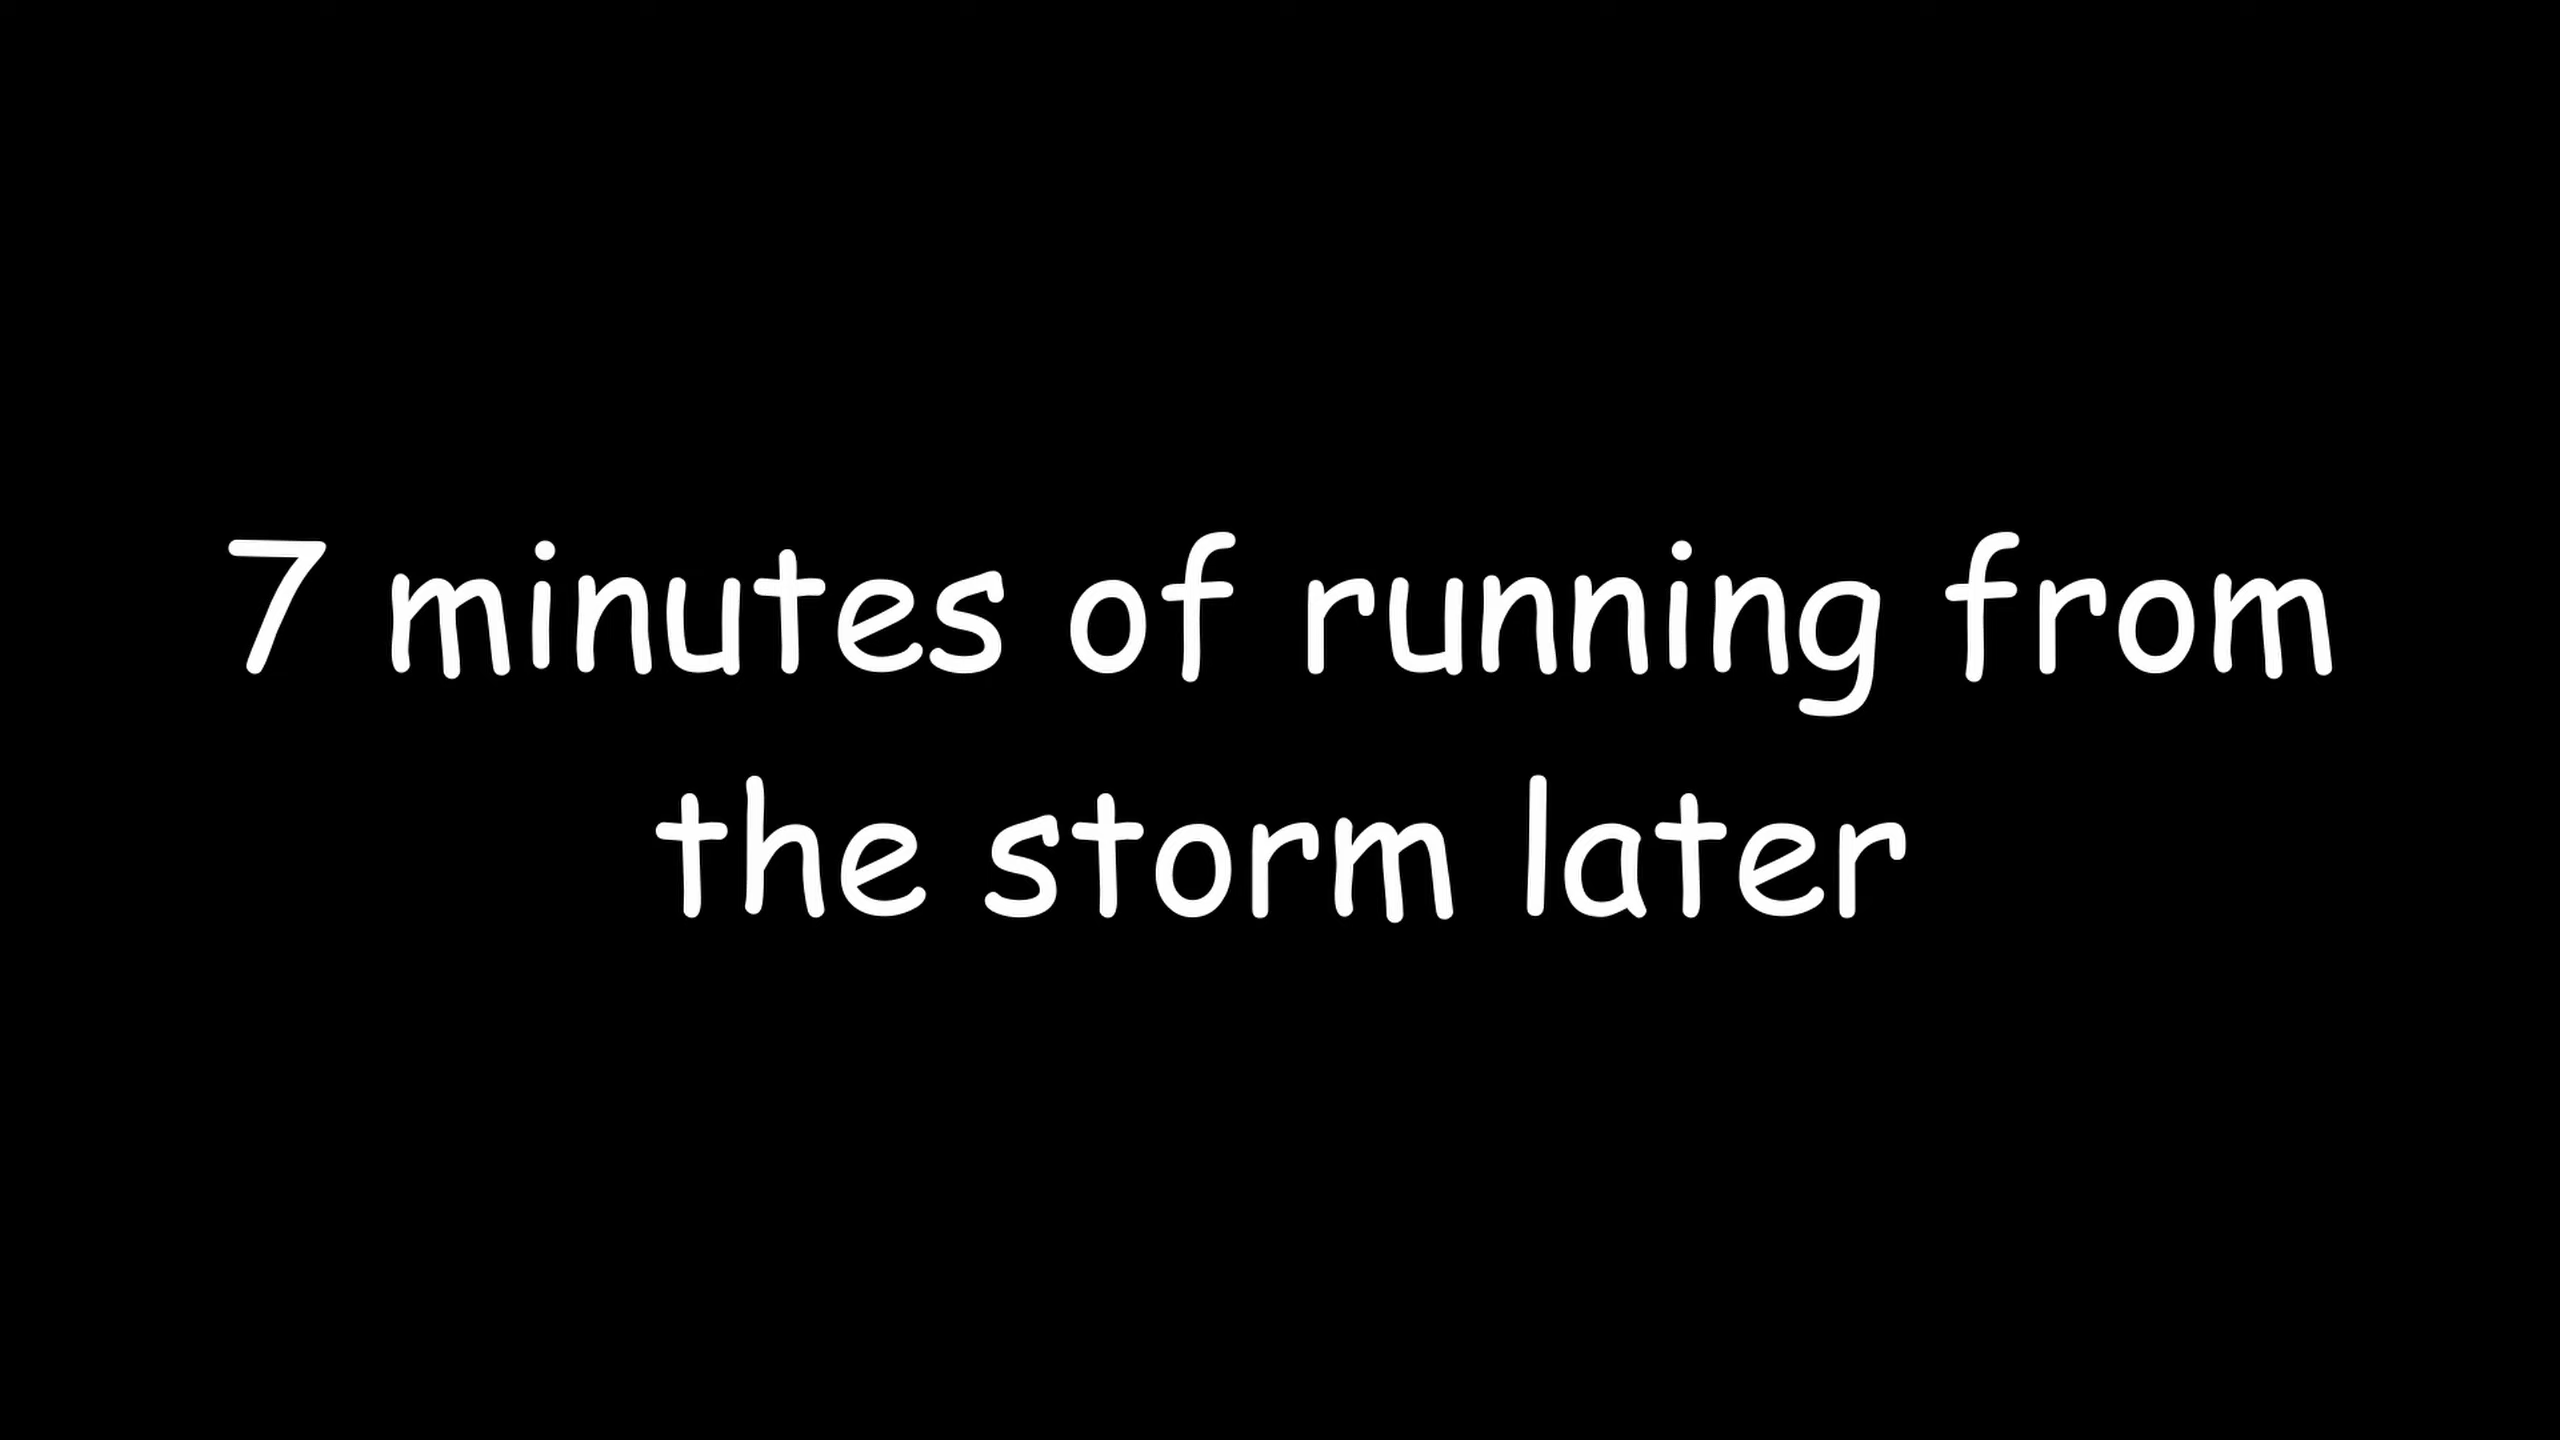 7 minutes of running from
the storm later